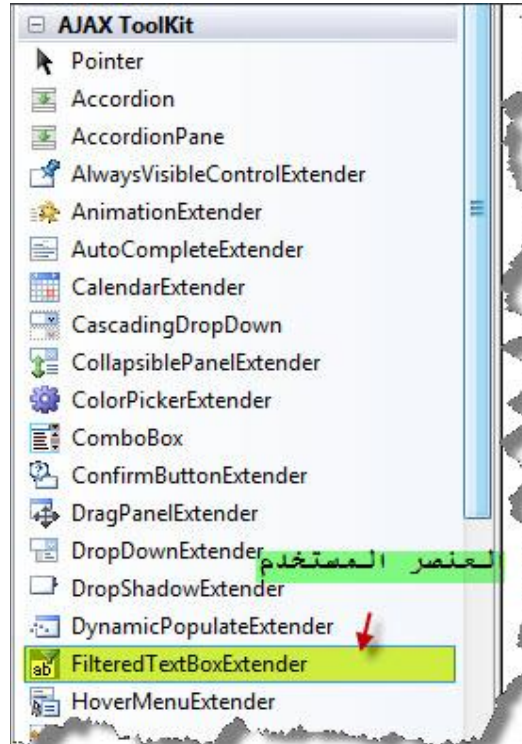 AJAX ToolKit
Pointer
Accordion
AccordionPane
AlwaysVisibleControlExtender
AnimationExtender
AutoCompleteExtender
CalendarExtender
CascadingDropDown
CollapsiblePanelExtender
ColorPickerExtender
ComboBox
ConfirmButtonExtender
DragPanelExtender
DropDownExtender
العنصر المستخدم
DropShadowExtender
DynamicPopulateExtender
FilteredTextBoxExtender
HoverMenuExtender